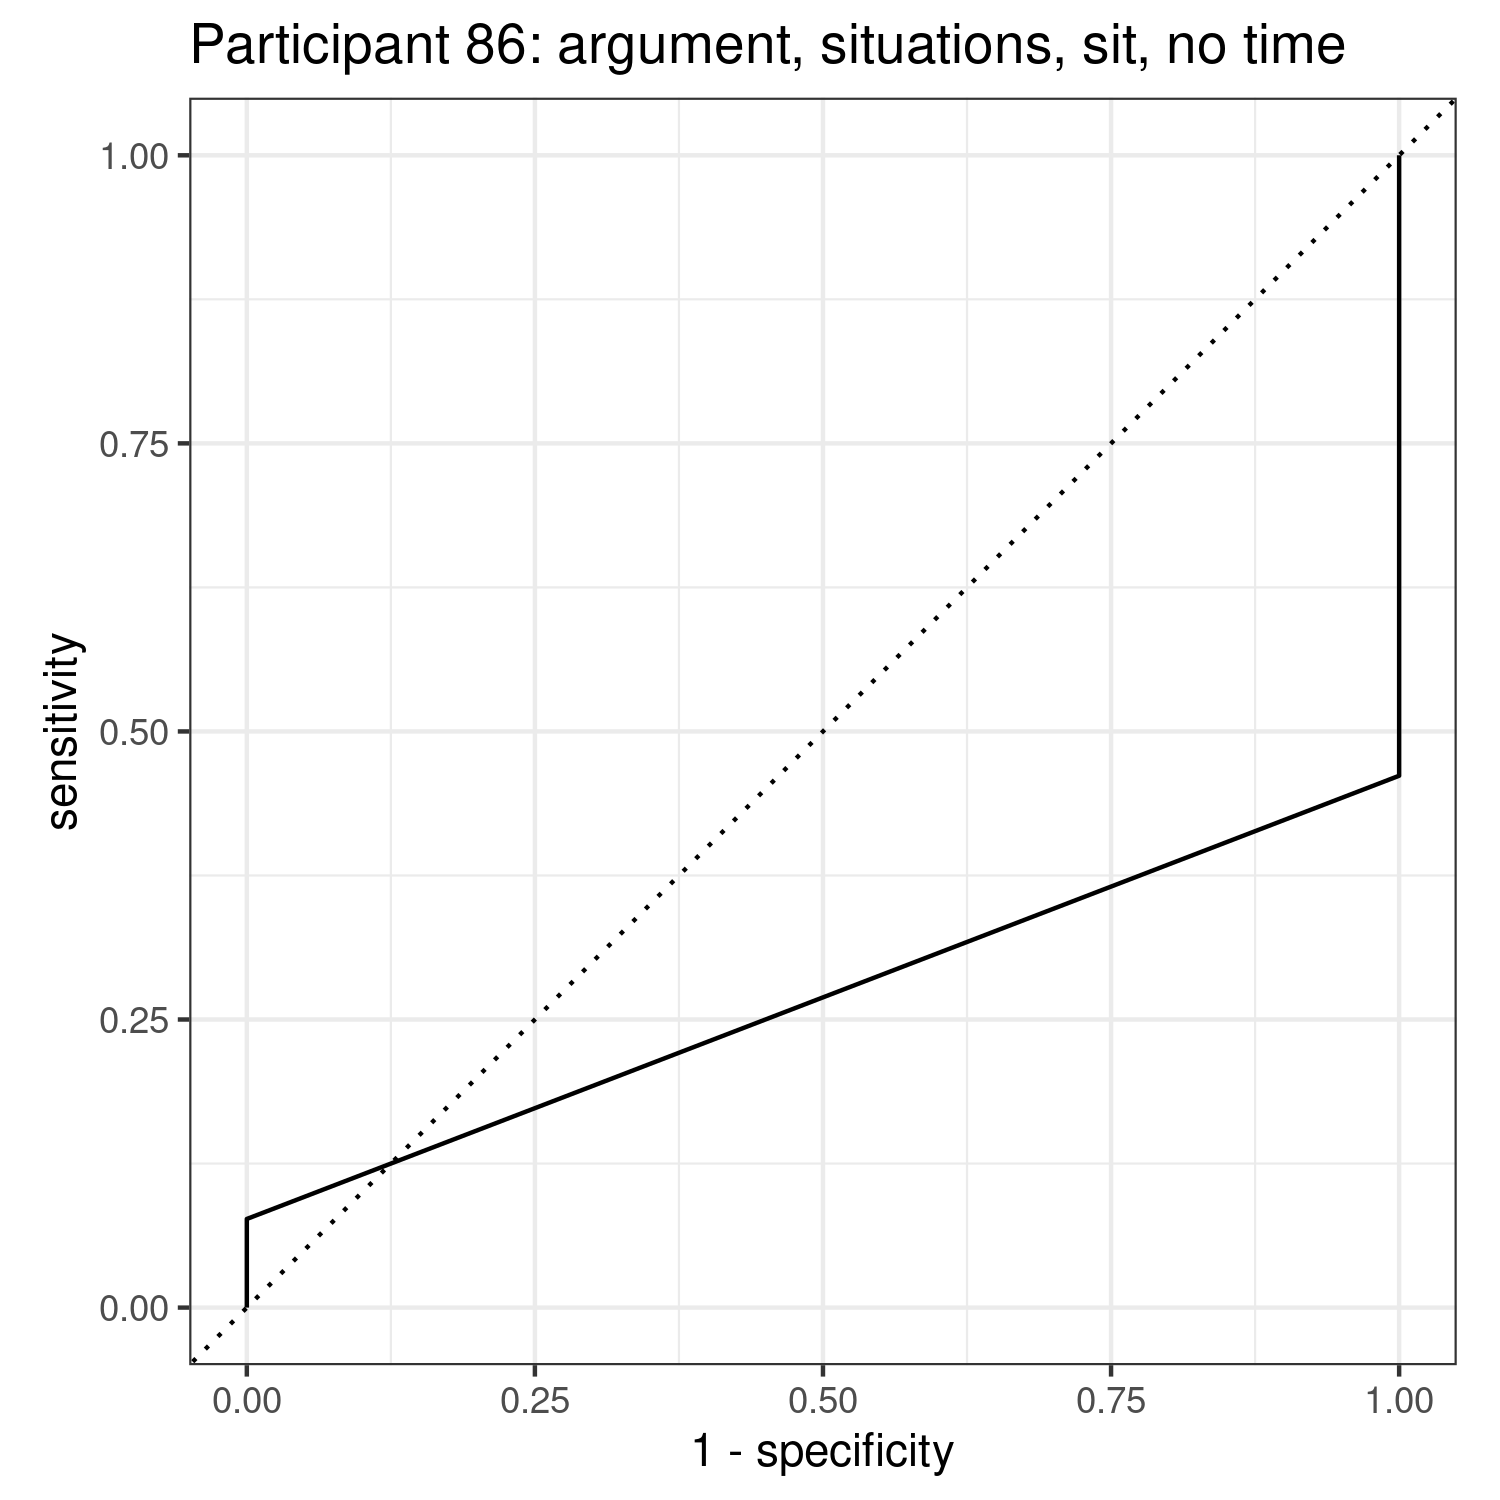 Participant 86: argument, situations, sit, no time
1.00
0.75
0.50
0.25
0.00
sensitivity
0.00 0.25 0.50 0.75 1.00
1 - specificity